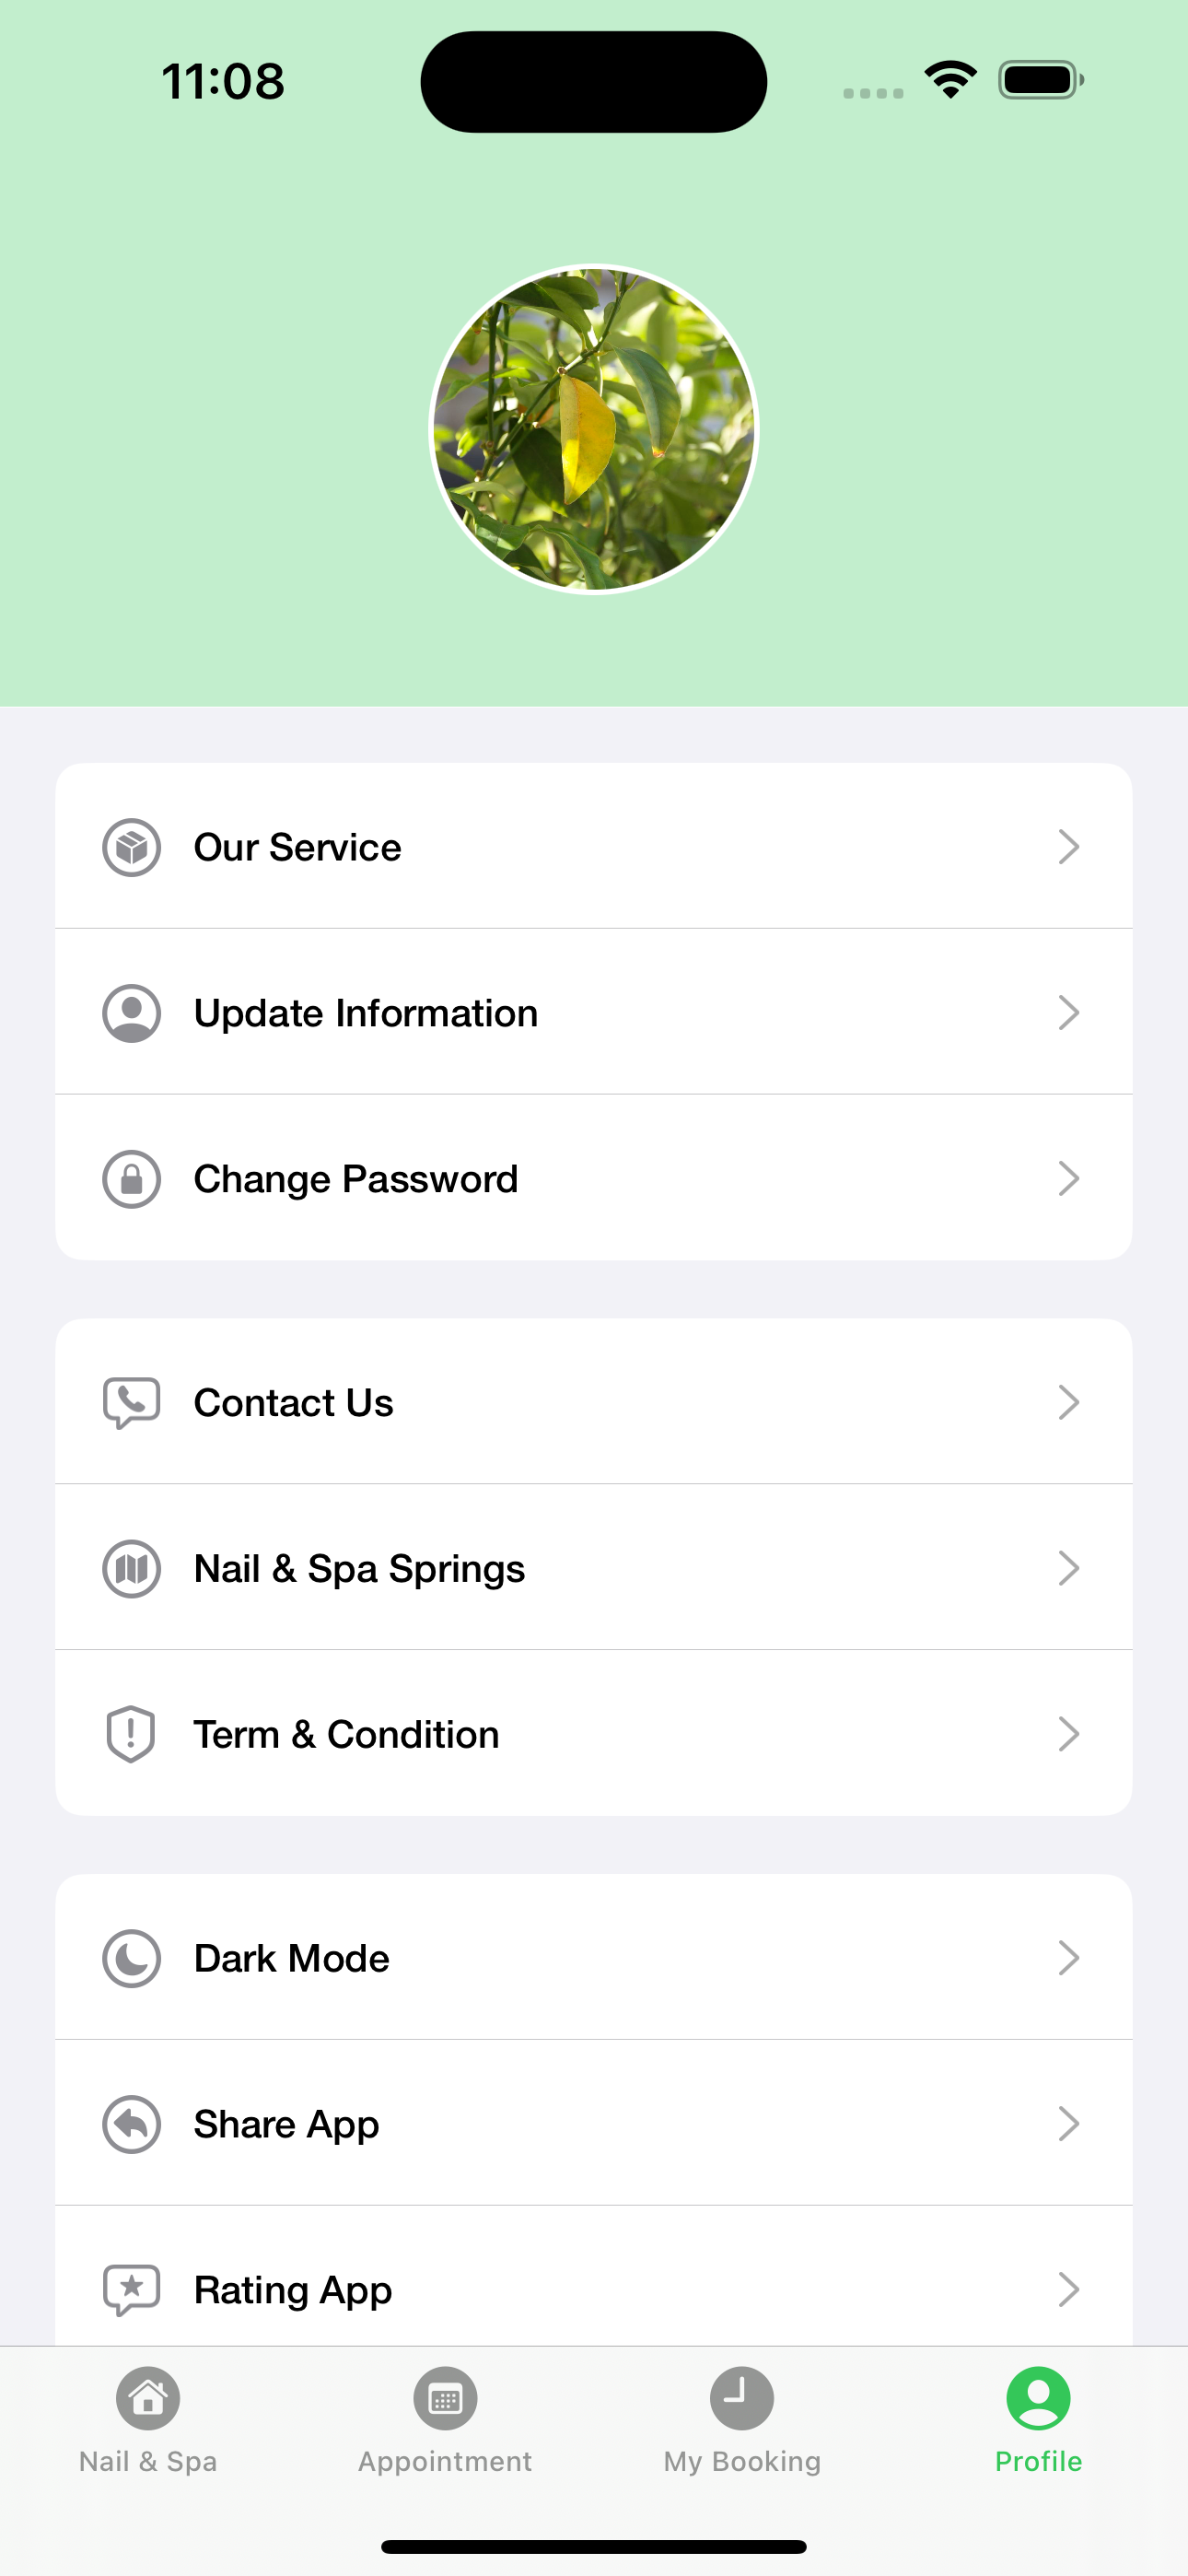 11:08
Our Service
Update Information
Change Password
Contact Us
Nail & Spa Springs
Term & Condition
Dark Mode
Share App
Rating App
Nail & Spa
Appointment
My Booking
Profile